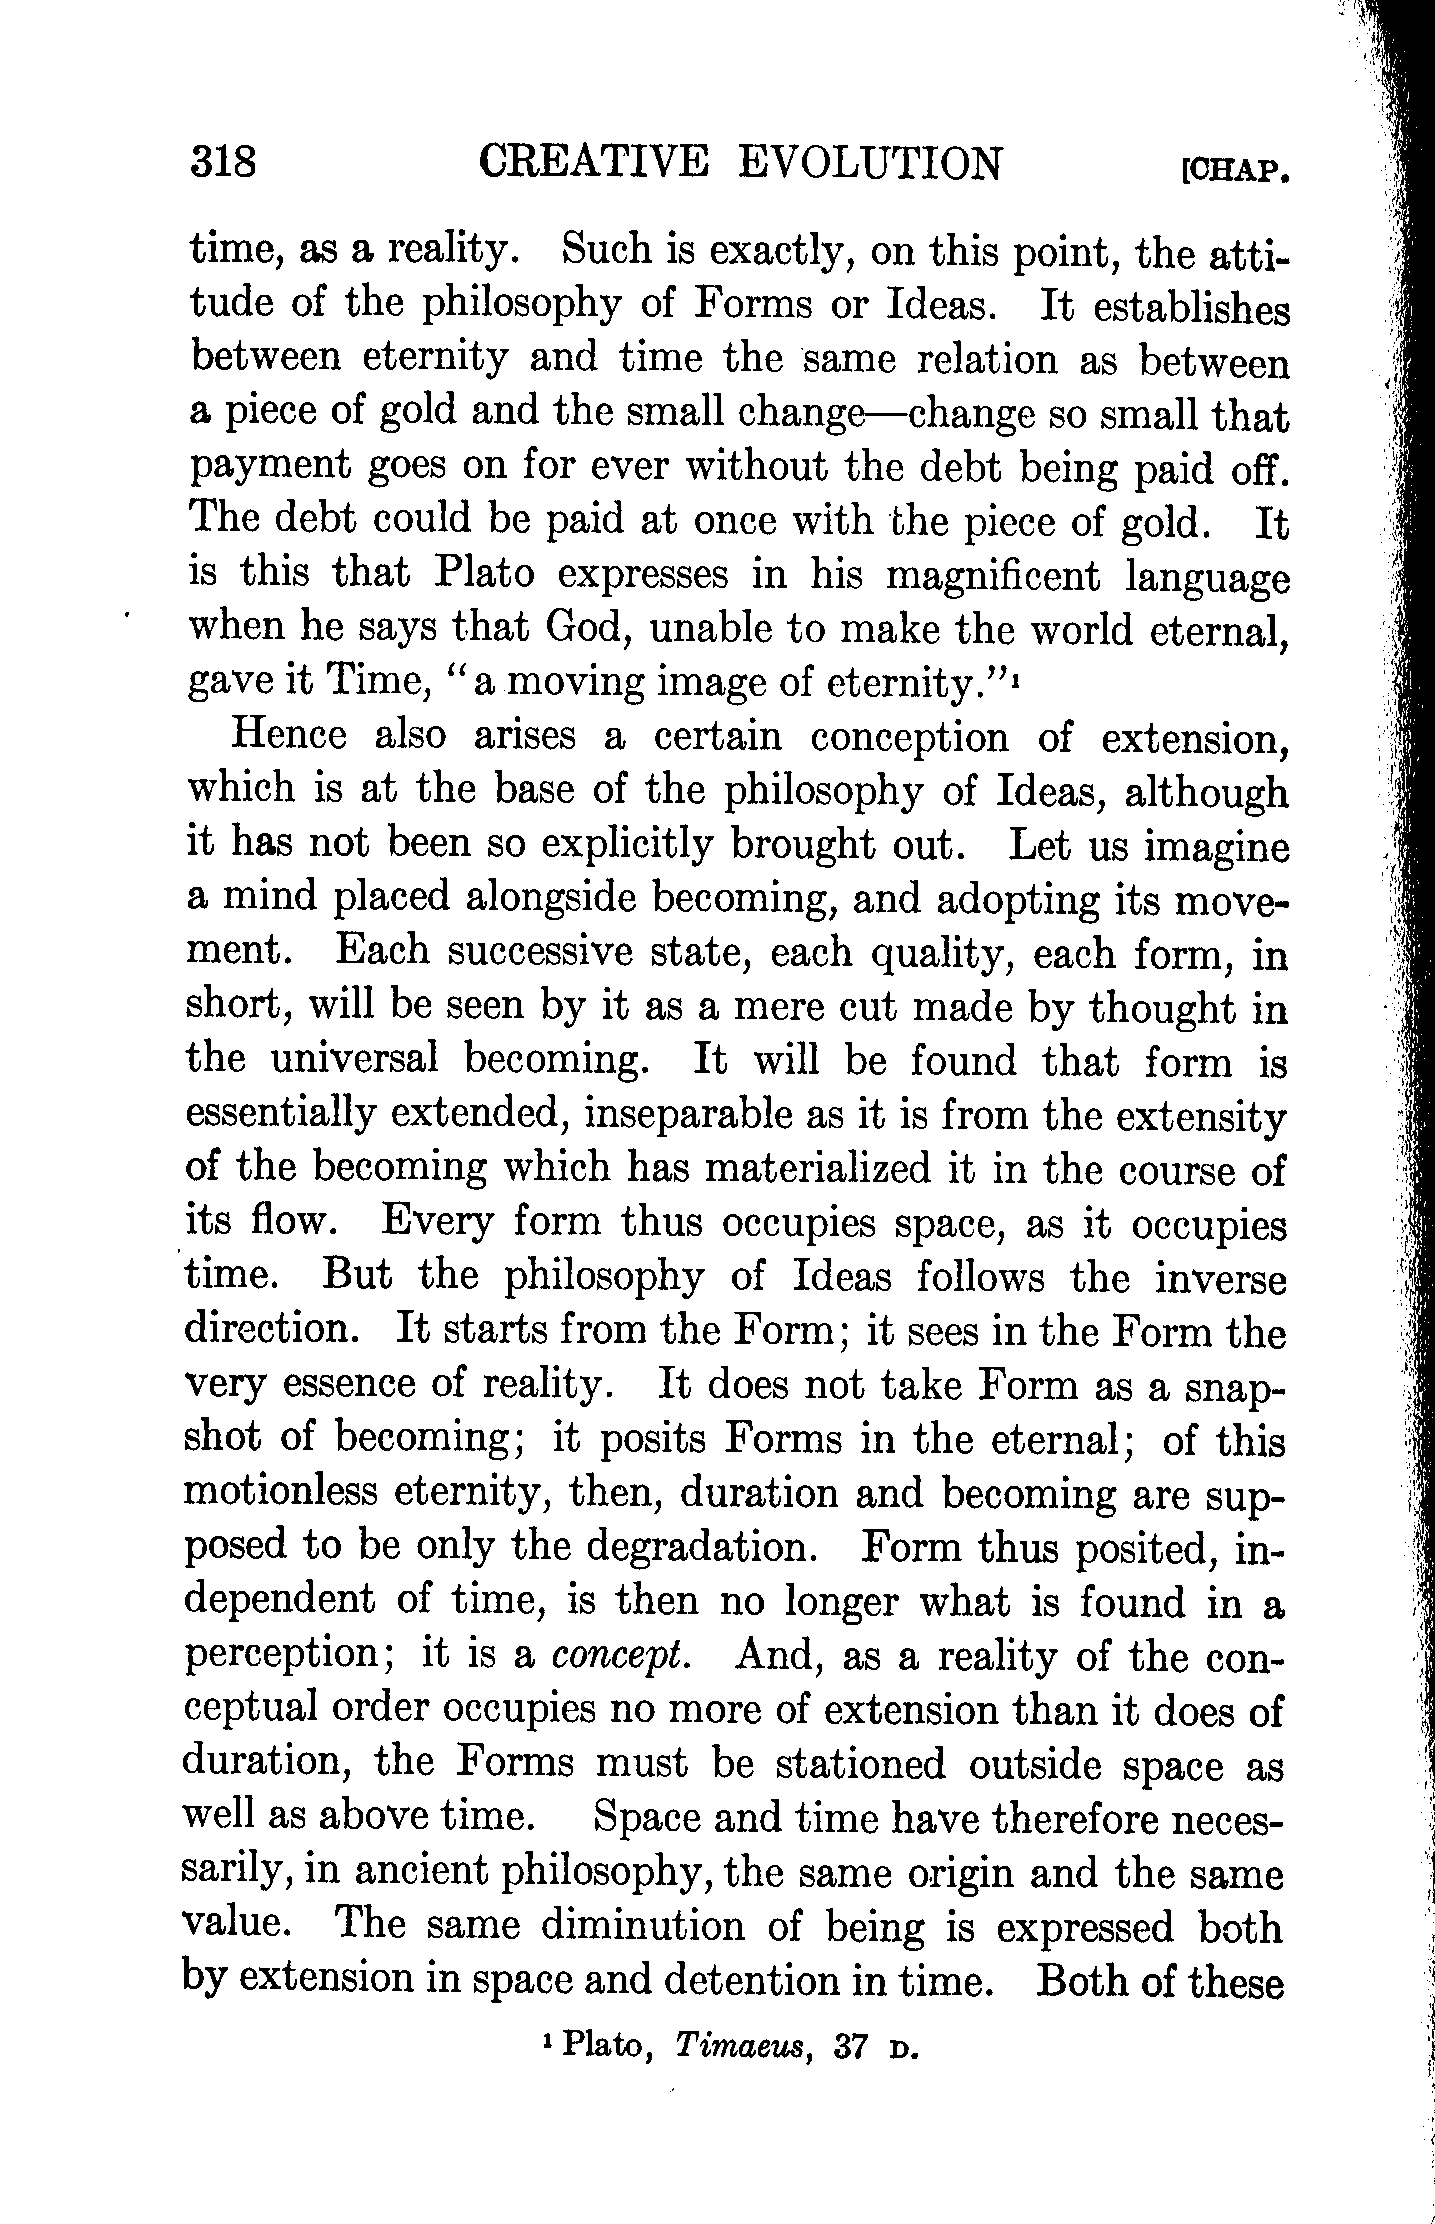 318 CREATIVE EVOLUTION [CHAP.
time, as a reality. Such is exactly, on this point, the atti-
tude of the philosophy of Forms or Ideas. It establishes
between eternity and time the same relation as between
a piece of gold and the small change—change so small that
payment goes on for ever without the debt being paid off.
The debt could be paid at once with the piece of gold. It
is this that Plato expresses in his magnificent language
when he says that God, unable to make the world eternal,
gave it Time, "a moving image of eternity."¹
Hence also arises a certain conception of extension,
which is at the base of the philosophy of Ideas, although
it has not been so explicitly brought out. Let us imagine
a mind placed alongside becoming, and adopting its move-
ment. Each successive state, each quality, each form, in
short, will be seen by it as a mere cut made by thought in
the universal becoming. It will be found that form is
essentially extended, inseparable as it is from the extensity
of the becoming which has materialized it in the course of
its flow. Every form thus occupies space, as it occupies
time. But the philosophy of Ideas follows the inverse
direction. It starts from the Form; it sees in the Form the
very essence of reality. It does not take Form as a snap-
shot of becoming; it posits Forms in the eternal; of this
motionless eternity, then, duration and becoming are sup-
posed to be only the degradation. Form thus posited, in-
dependent of time, is then no longer what is found in a
perception; it is a concept. And, as a reality of the con-
ceptual order occupies no more of extension than it does of
duration, the Forms must be stationed outside space as
well as above time. Space and time have therefore neces-
sarily, in ancient philosophy, the same origin and the same
value. The same diminution of being is expressed both
by extension in space and detention in time. Both of these
¹ Plato, Timaeus, 37 D.